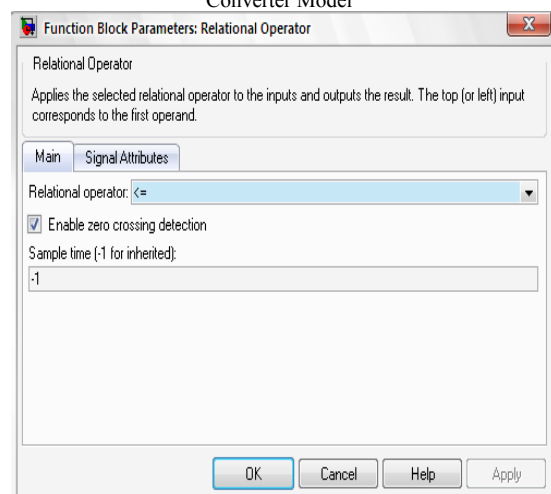 Converter Model
Function Block Parameters: Relational Operator
Relational Operator
Applies the selected relational operator to the inputs and outputs the result. The top (or left) input
corresponds to the first operand.
Main Signal Attributes
Relational operator: <=
Enable zero crossing detection
Sample time (-1 for inherited):
-1
OK Cancel Help Apply